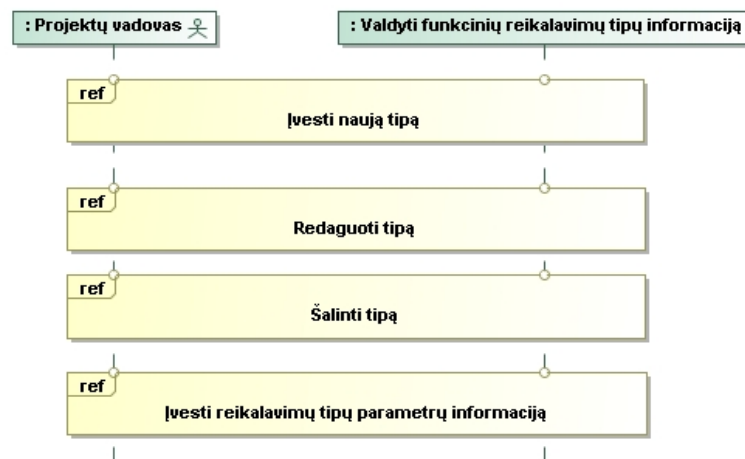 : Projektų vadovas
: Valdyti funkcinių reikalavimų tipų informaciją
ref
Įvesti naują tipą
ref
Redaguoti tipą
ref
Šalinti tipą
ref
Įvesti reikalavimų tipų parametrų informaciją